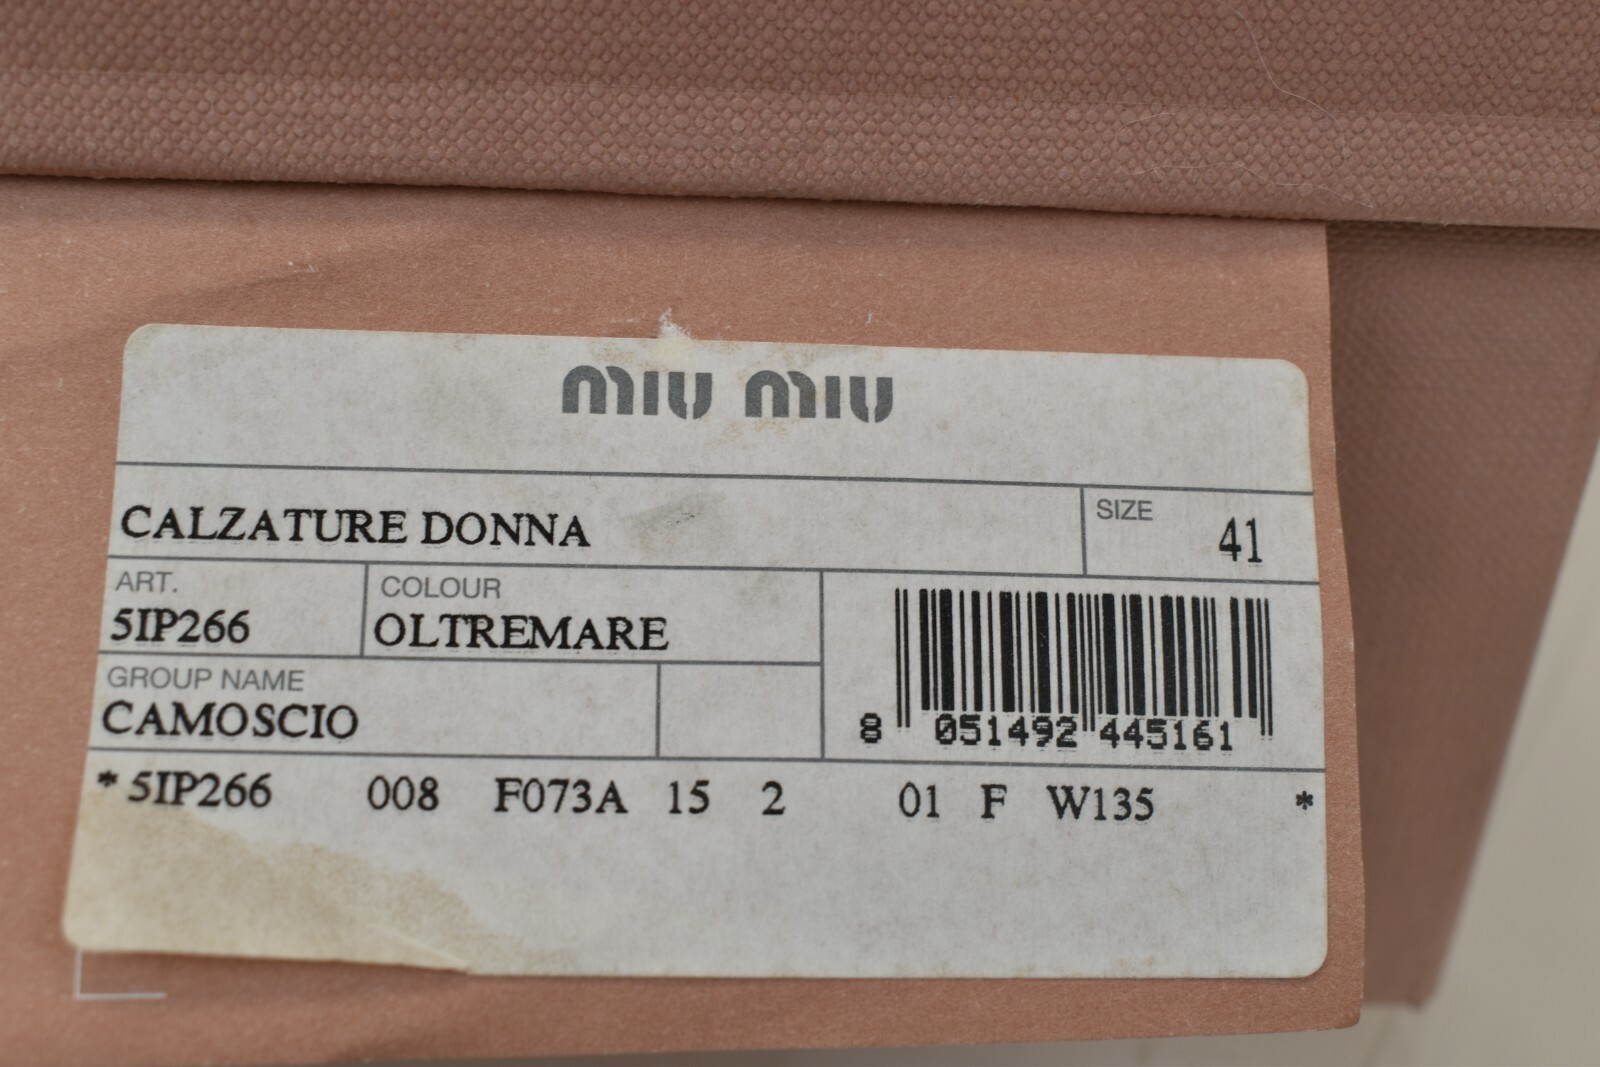 MIU MIU
CALZATURE DONNA
SIZE
41
ART.
5IP266
COLOUR
OLTREMARE
GROUP NAME
CAMOSCIO
8 051492 445161
* 5IP266 008 F073A 15 2 01 F W135 *